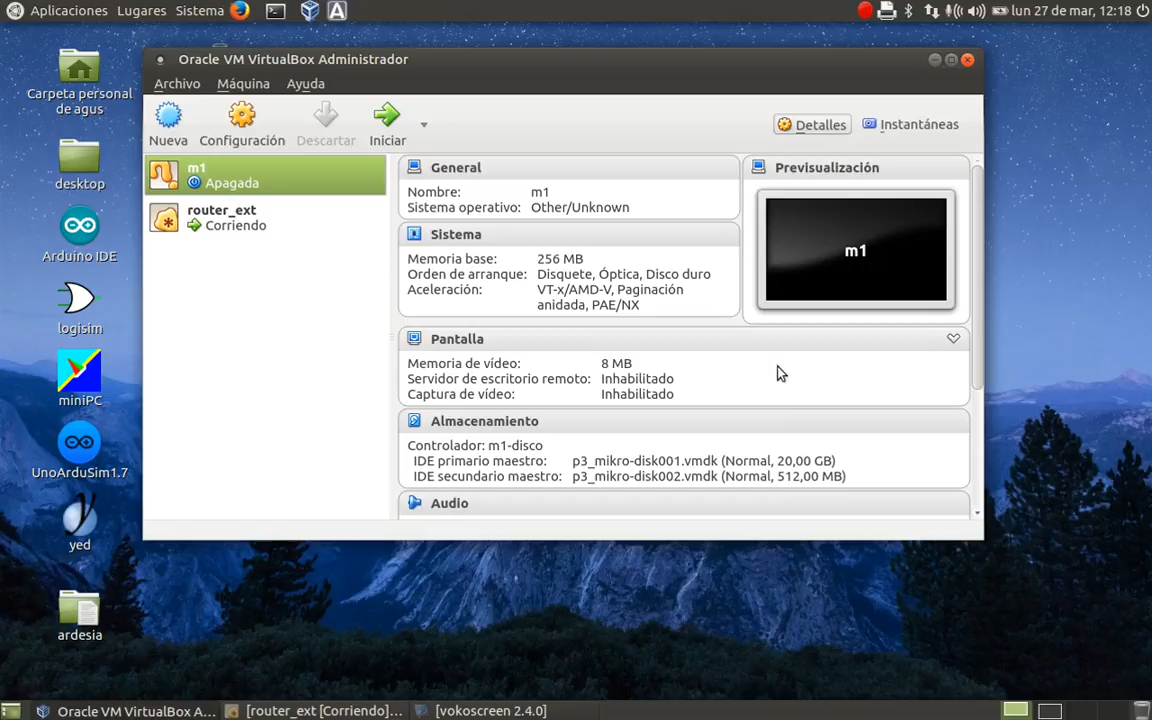 Aplicaciones Lugares Sistema
lun 27 de mar, 12:18
Carpeta personal
de agus
desktop
Arduino IDE
logisim
miniPC
UnoArduSim1.7
yed
ardesia
Oracle VM VirtualBox Administrador
Archivo Máquina Ayuda
Nueva Configuración Descartar Iniciar
Detalles Instantáneas
m1
Apagada
router_ext
Corriendo
General
Nombre: m1
Sistema operativo: Other/Unknown
Sistema
Memoria base: 256 MB
Orden de arranque: Disquete, Óptica, Disco duro
Aceleración: VT-x/AMD-V, Paginación
anidada, PAE/NX
Previsualización
m1
Pantalla
Memoria de vídeo: 8 MB
Servidor de escritorio remoto: Inhabilitado
Captura de vídeo: Inhabilitado
Almacenamiento
Controlador: m1-disco
IDE primario maestro: p3_mikro-disk001.vmdk (Normal, 20,00 GB)
IDE secundario maestro: p3_mikro-disk002.vmdk (Normal, 512,00 MB)
Audio
Oracle VM VirtualBox A... [router_ext [Corriendo]... [vokoscreen 2.4.0]